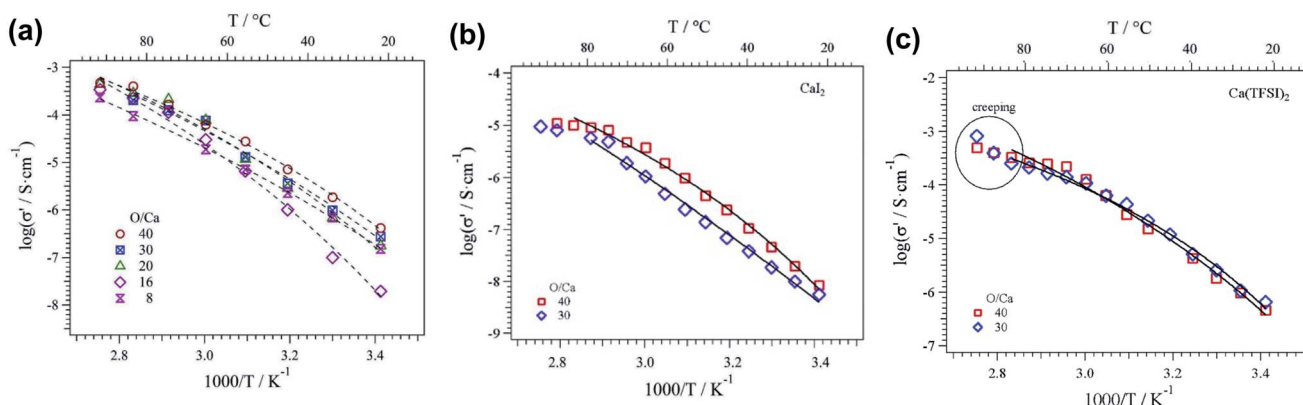 (a)
T / °C
80 60 40 20
log(σ' / S·cm⁻¹)
-3
-4
-5
-6
-7
-8
O/Ca
40
30
20
16
8
2.8 3.0 3.2 3.4
1000/T / K⁻¹
(b)
T / °C
80 60 40 20
CaI₂
log(σ' / S·cm⁻¹)
-4
-5
-6
-7
-8
-9
O/Ca
40
30
2.8 3.0 3.2 3.4
1000/T / K⁻¹
(c)
T / °C
80 60 40 20
Ca(TFSI)₂
creeping
log(σ' / S·cm⁻¹)
-2
-3
-4
-5
-6
-7
O/Ca
40
30
2.8 3.0 3.2 3.4
1000/T / K⁻¹